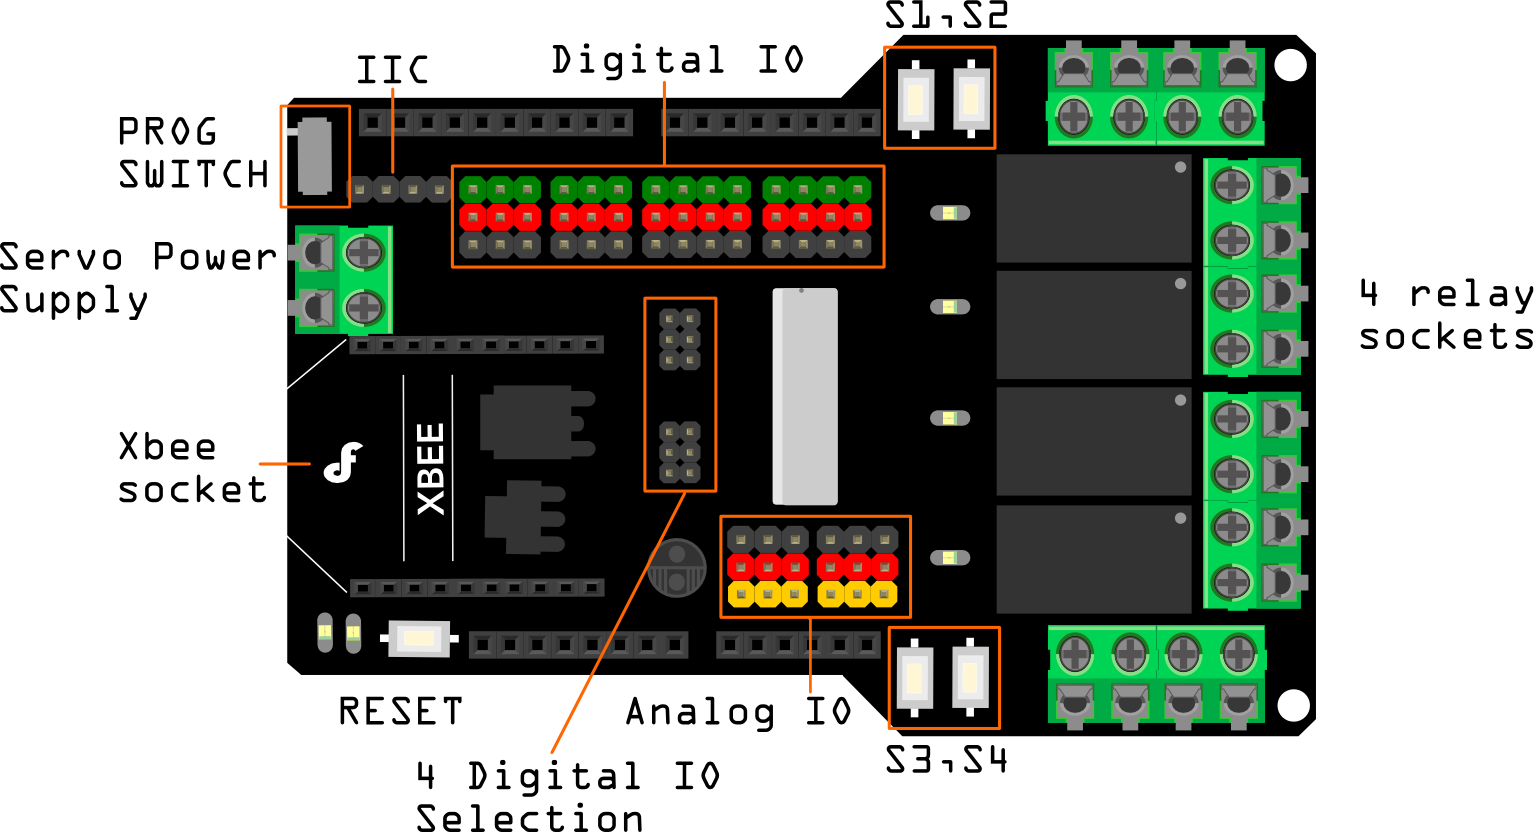 S1,S2
Digital IO
IIC
PROG
SWITCH
Servo Power
Supply
4 relay
sockets
Xbee
socket
XBEE
RESET
Analog IO
S3,S4
4 Digital IO
Selection